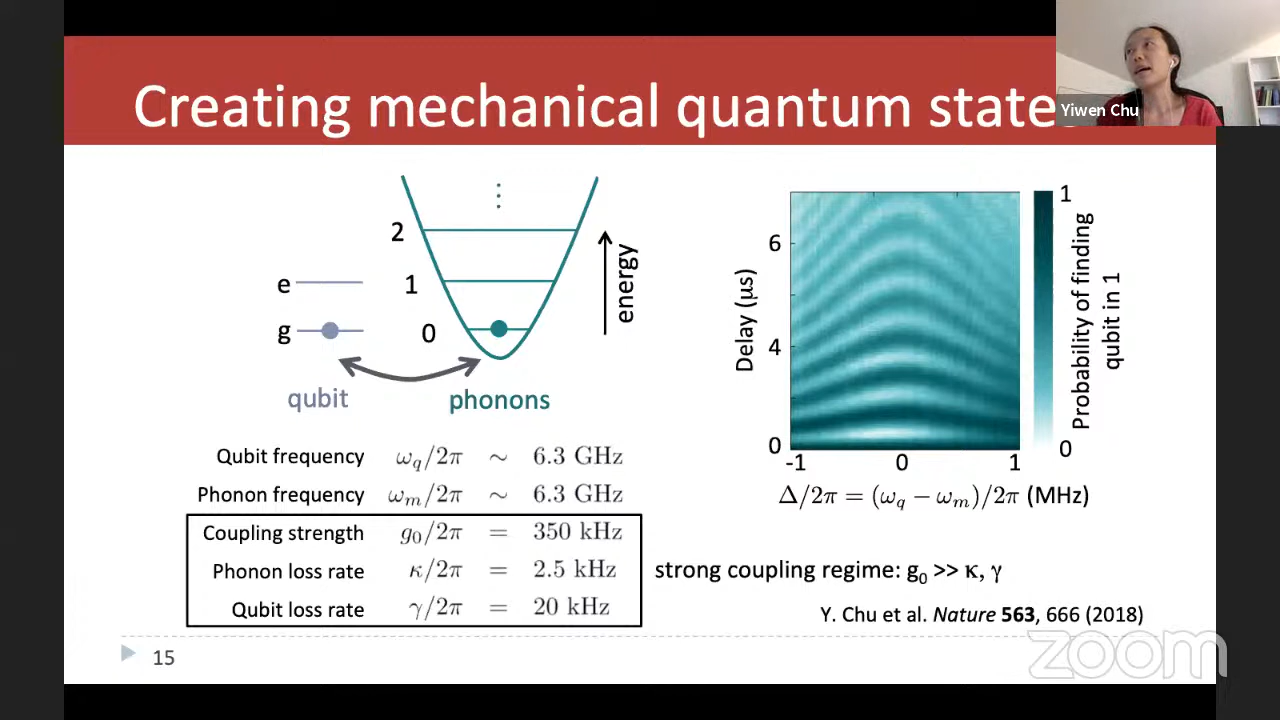 Creating mechanical quantum state
Yiwen Chu
2
1
0
e
g
energy
qubit
phonons
Qubit frequency ω_q/2π ~ 6.3 GHz
Phonon frequency ω_m/2π ~ 6.3 GHz
Coupling strength g₀/2π = 350 kHz
Phonon loss rate κ/2π = 2.5 kHz
Qubit loss rate γ/2π = 20 kHz
Delay (μs)
6
4
0
-1 0 1
Δ/2π = (ω_q − ω_m)/2π (MHz)
1
0
Probability of finding
qubit in 1
strong coupling regime: g₀ >> κ, γ
Y. Chu et al. Nature 563, 666 (2018)
15
zoom